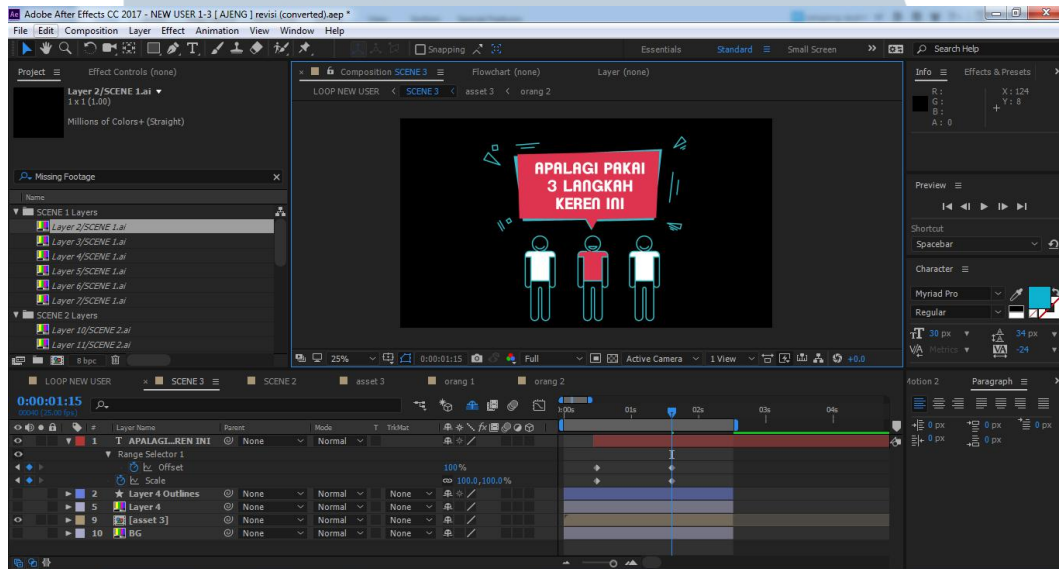 Adobe After Effects CC 2017 - NEW USER 1-3 [ AJENG ] revisi (converted).aep *
File Edit Composition Layer Effect Animation View Window Help
Snapping Essentials Standard Small Screen Search Help
Project Effect Controls (none)
Layer 2/SCENE 1.ai
1 x 1 (1.00)
Millions of Colors+ (Straight)
Missing Footage
Name
SCENE 1 Layers
Layer 2/SCENE 1.ai
Layer 3/SCENE 1.ai
Layer 4/SCENE 1.ai
Layer 5/SCENE 1.ai
Layer 6/SCENE 1.ai
Layer 7/SCENE 1.ai
SCENE 2 Layers
Layer 10/SCENE 2.ai
Layer 11/SCENE 2.ai
8 bpc
Composition SCENE 3 Flowchart (none) Layer (none)
LOOP NEW USER SCENE 3 asset 3 orang 2
APALAGI PAKAI
3 LANGKAH
KEREN INI
25% 0:00:01:15 Full Active Camera 1 View +0.0
Info Effects & Presets
R : X : 124
G : Y : 8
B :
A : 0
Preview
Shortcut
Spacebar
Character
Myriad Pro
Regular
30 px 34 px
Metrics -24
Motion 2 Paragraph
0 px 0 px 0 px
0 px 0 px
LOOP NEW USER SCENE 3 SCENE 2 asset 3 orang 1 orang 2
0:00:01:15
00040 (25.00 fps)
01s 02s 03s 04s
# Layer Name Parent Mode T TrkMat
1 T APALAGI...REN INI None Normal
Range Selector 1
Offset 100%
Scale 100.0,100.0%
2 Layer 4 Outlines None Normal None
5 Layer 4 None Normal None
9 [asset 3] None Normal None
10 BG None Normal None